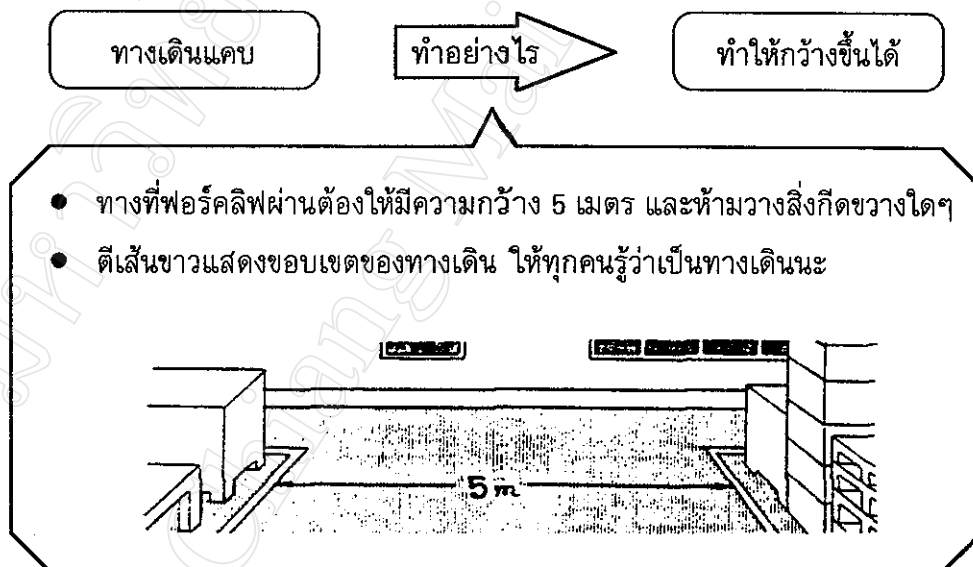 ทางเดินแคบ
ทำอย่างไร
ทำให้กว้างขึ้นได้
● ทางที่ฟอร์คลิฟผ่านต้องให้มีความกว้าง 5 เมตร และห้ามวางสิ่งกีดขวางใดๆ
● ตีเส้นขาวแสดงขอบเขตของทางเดิน ให้ทุกคนรู้ว่าเป็นทางเดินนะ
5 m
Chiang Mai